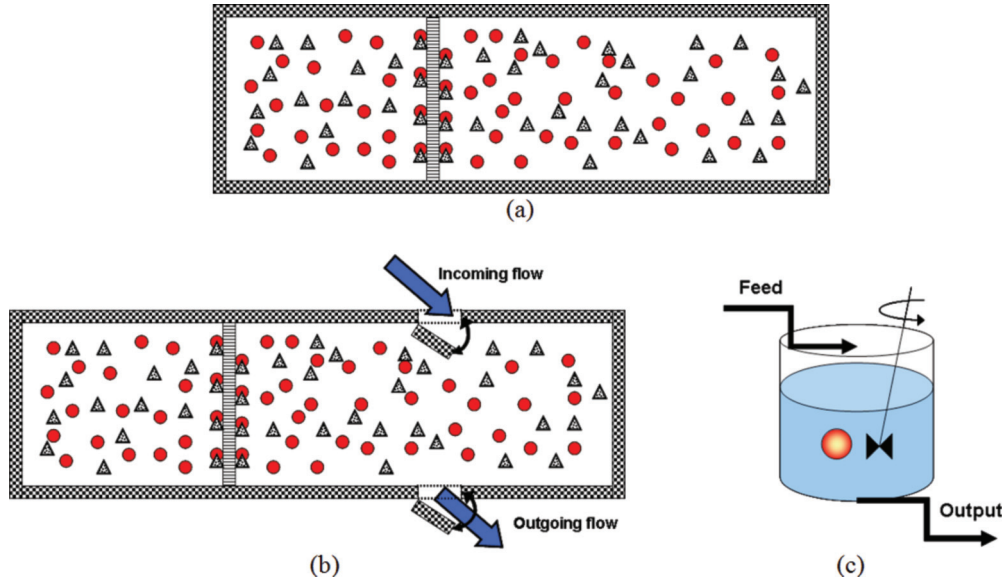 (a)
Incoming flow
Outgoing flow
(b)
Feed
Output
(c)